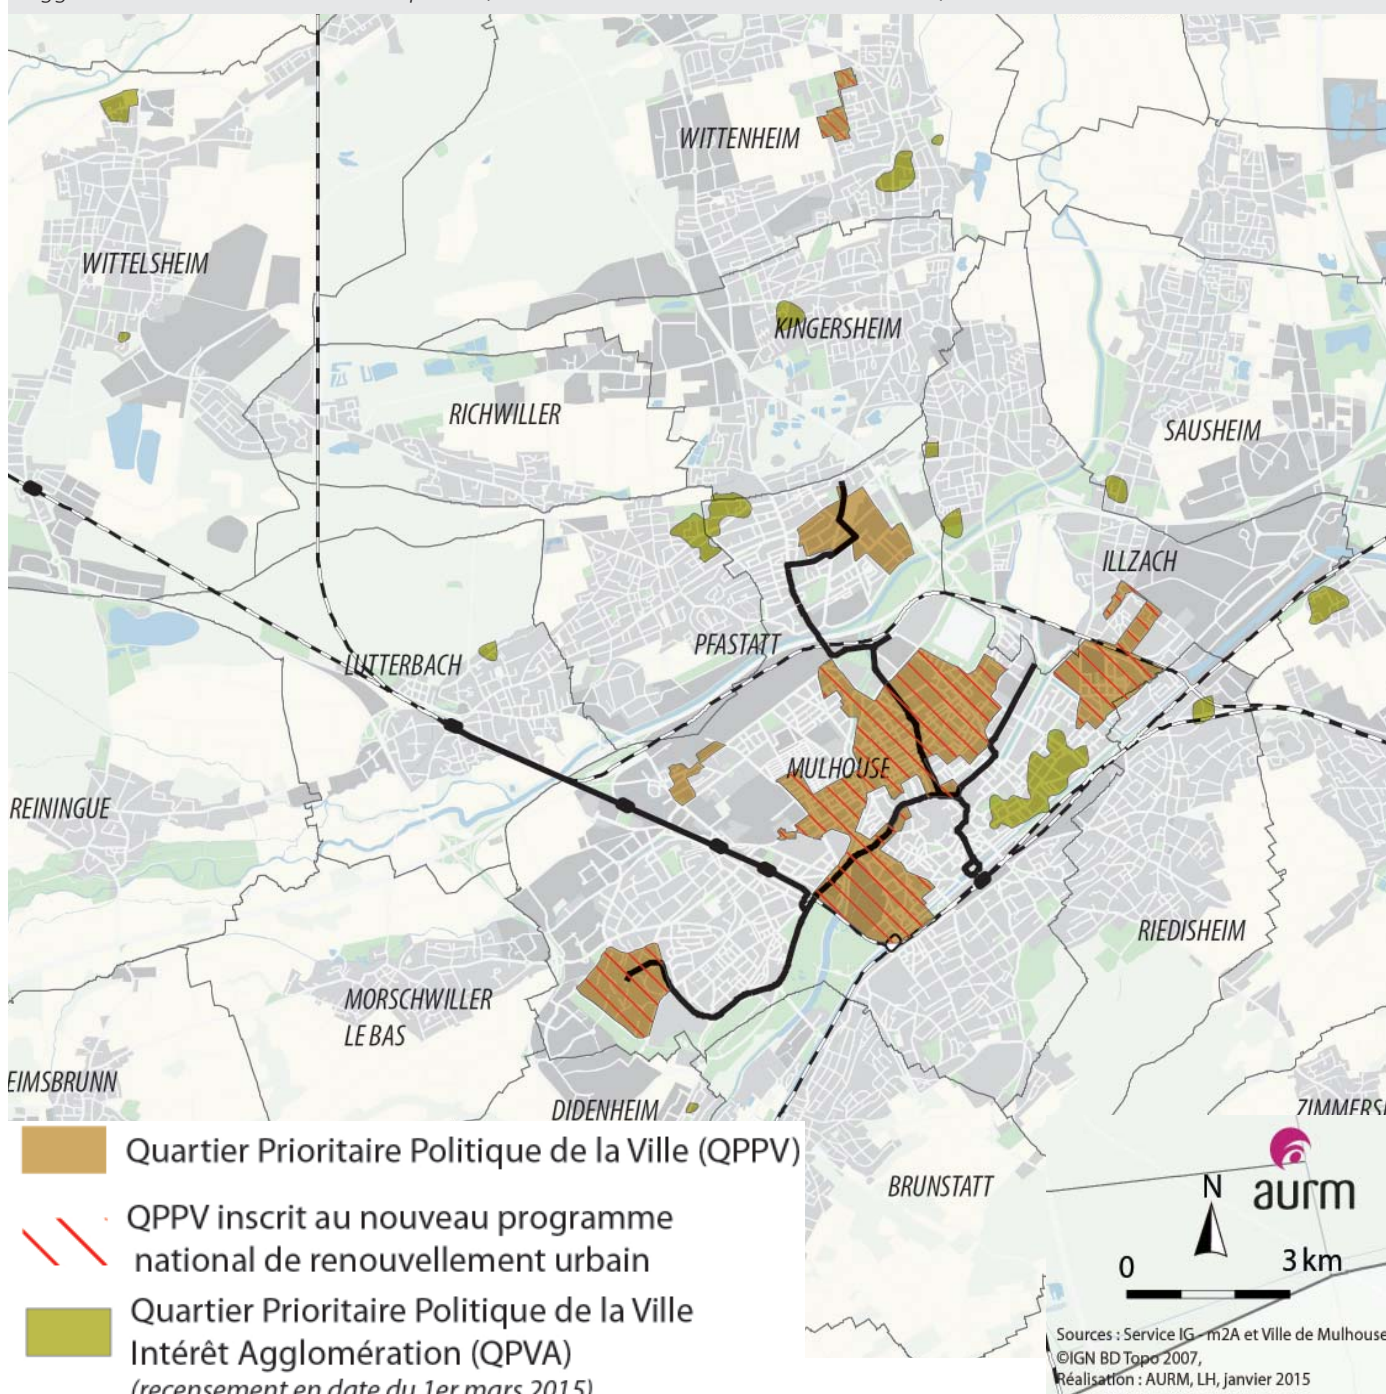 WITTENHEIM
WITTELSHEIM
KINGERSHEIM
RICHWILLER
SAUSHEIM
ILLZACH
PFASTATT
LUTTERBACH
MULHOUSE
REININGUE
RIEDISHEIM
MORSCHWILLER
LE BAS
EIMSBRUNN
DIDENHEIM
ZIMMERS
BRUNSTATT
Quartier Prioritaire Politique de la Ville (QPPV)
QPPV inscrit au nouveau programme
national de renouvellement urbain
Quartier Prioritaire Politique de la Ville
Intérêt Agglomération (QPVA)
(recensement en date du 1er mars 2015)
aurm
N
0 3 km
Sources : Service IG - m2A et Ville de Mulhouse
©IGN BD Topo 2007,
Réalisation : AURM, LH, janvier 2015